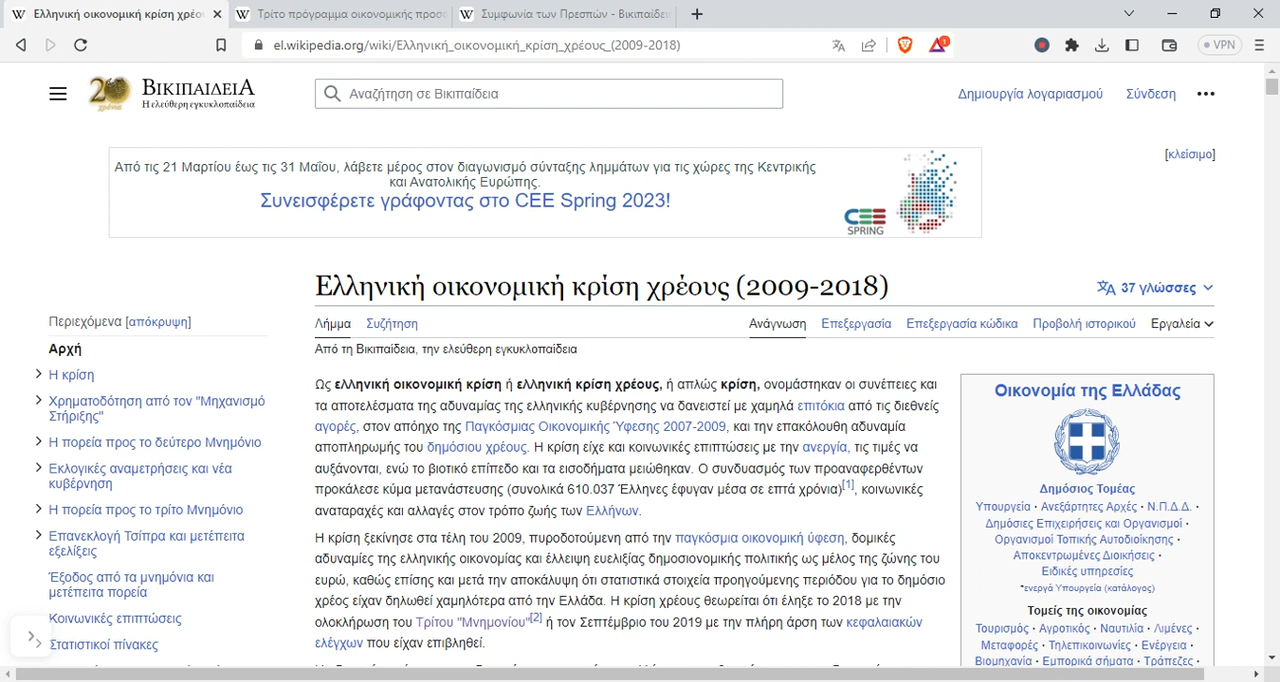 Ελληνική οικονομική κρίση χρέου
Τρίτο πρόγραμμα οικονομικής προσα
Συμφωνία των Πρεσπών - Βικιπαίδεια
el.wikipedia.org/wiki/Ελληνική_οικονομική_κρίση_χρέους_(2009-2018)
1
VPN
20 χρόνια
ΒικιπαίδειΑ
Η ελεύθερη εγκυκλοπαίδεια
Αναζήτηση σε Βικιπαίδεια
Δημιουργία λογαριασμού Σύνδεση
Από τις 21 Μαρτίου έως τις 31 Μαΐου, λάβετε μέρος στον διαγωνισμό σύνταξης λημμάτων για τις χώρες της Κεντρικής
και Ανατολικής Ευρώπης.
Συνεισφέρετε γράφοντας στο CEE Spring 2023!
CEE
SPRING
[κλείσιμο]
Ελληνική οικονομική κρίση χρέους (2009-2018)
37 γλώσσες
Λήμμα Συζήτηση
Ανάγνωση Επεξεργασία Επεξεργασία κώδικα Προβολή ιστορικού Εργαλεία
Από τη Βικιπαίδεια, την ελεύθερη εγκυκλοπαίδεια
Περιεχόμενα [απόκρυψη]
Αρχή
Η κρίση
Χρηματοδότηση από τον "Μηχανισμό
Στήριξης"
Η πορεία προς το δεύτερο Μνημόνιο
Εκλογικές αναμετρήσεις και νέα
κυβέρνηση
Η πορεία προς το τρίτο Μνημόνιο
Επανεκλογή Τσίπρα και μετέπειτα
εξελίξεις
Έξοδος από τα μνημόνια και
μετέπειτα πορεία
Κοινωνικές επιπτώσεις
Στατιστικοί πίνακες
Ως ελληνική οικονομική κρίση ή ελληνική κρίση χρέους, ή απλώς κρίση, ονομάστηκαν οι συνέπειες και
τα αποτελέσματα της αδυναμίας της ελληνικής κυβέρνησης να δανειστεί με χαμηλά επιτόκια από τις διεθνείς
αγορές, στον απόηχο της Παγκόσμιας Οικονομικής Ύφεσης 2007-2009, και την επακόλουθη αδυναμία
αποπληρωμής του δημόσιου χρέους. Η κρίση είχε και κοινωνικές επιπτώσεις με την ανεργία, τις τιμές να
αυξάνονται, ενώ το βιοτικό επίπεδο και τα εισοδήματα μειώθηκαν. Ο συνδυασμός των προαναφερθέντων
προκάλεσε κύμα μετανάστευσης (συνολικά 610.037 Έλληνες έφυγαν μέσα σε επτά χρόνια)[1], κοινωνικές
αναταραχές και αλλαγές στον τρόπο ζωής των Ελλήνων.
Η κρίση ξεκίνησε στα τέλη του 2009, πυροδοτούμενη από την παγκόσμια οικονομική ύφεση, δομικές
αδυναμίες της ελληνικής οικονομίας και έλλειψη ευελιξίας δημοσιονομικής πολιτικής ως μέλος της ζώνης του
ευρώ, καθώς επίσης και μετά την αποκάλυψη ότι στατιστικά στοιχεία προηγούμενης περιόδου για το δημόσιο
χρέος είχαν δηλωθεί χαμηλότερα από την Ελλάδα. Η κρίση χρέους θεωρείται ότι έληξε το 2018 με την
ολοκλήρωση του Τρίτου "Μνημονίου"[2] ή τον Σεπτέμβριο του 2019 με την πλήρη άρση των κεφαλαιακών
ελέγχων που είχαν επιβληθεί.
Οικονομία της Ελλάδας
Δημόσιος Τομέας
Υπουργεία · Ανεξάρτητες Αρχές · Ν.Π.Δ.Δ. ·
Δημόσιες Επιχειρήσεις και Οργανισμοί ·
Οργανισμοί Τοπικής Αυτοδιοίκησης ·
Αποκεντρωμένες Διοικήσεις ·
Ειδικές υπηρεσίες
*ενεργά Υπουργεία (κατάλογος)
Τομείς της οικονομίας
Τουρισμός · Αγροτικός · Ναυτιλία · Λιμένες ·
Μεταφορές · Τηλεπικοινωνίες · Ενέργεια ·
Βιομηχανία · Εμπορικά σήματα · Τράπεζες ·